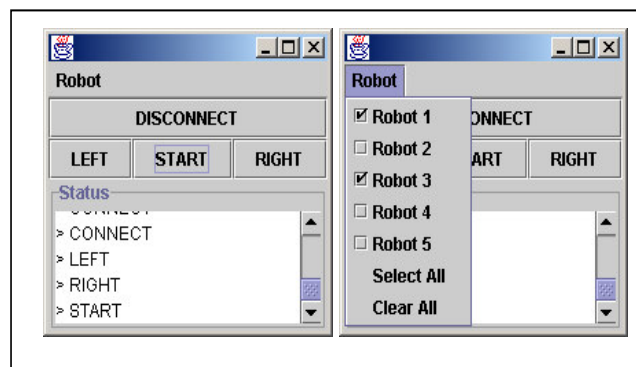 Robot
DISCONNECT
LEFT START RIGHT
Status
> CONNECT
> LEFT
> RIGHT
> START
Robot
Robot 1
Robot 2
Robot 3
Robot 4
Robot 5
Select All
Clear All
ONNECT
ART RIGHT